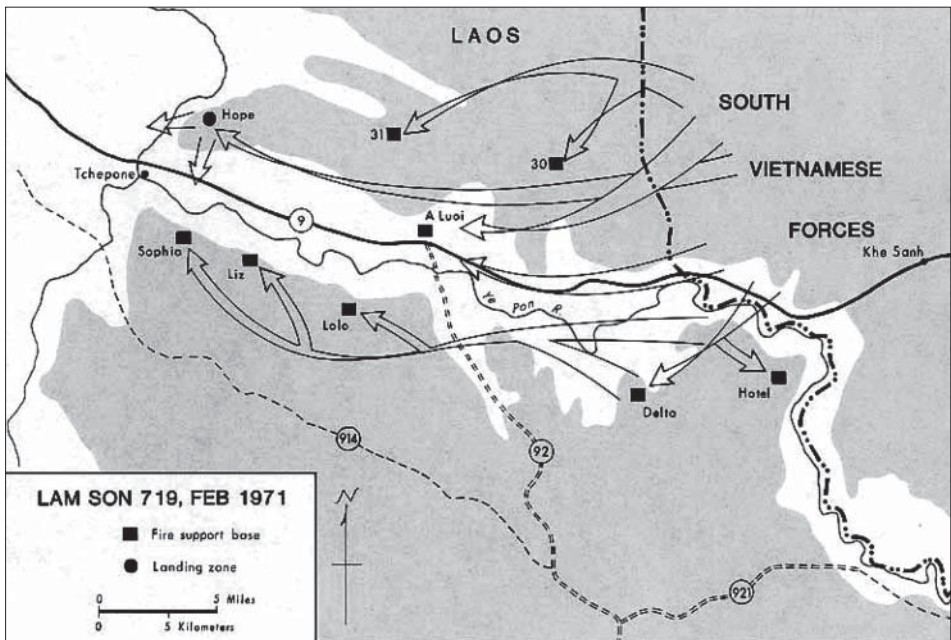 LAOS
SOUTH
VIETNAMESE
FORCES
Hope
31
30
Tchepone
9
A Luoi
Khe Sanh
Sophia
Liz
Lolo
Ye Pon R
Delta
Hotel
914
92
921
LAM SON 719, FEB 1971
Fire support base
Landing zone
N
0 5 Miles
0 5 Kilometers